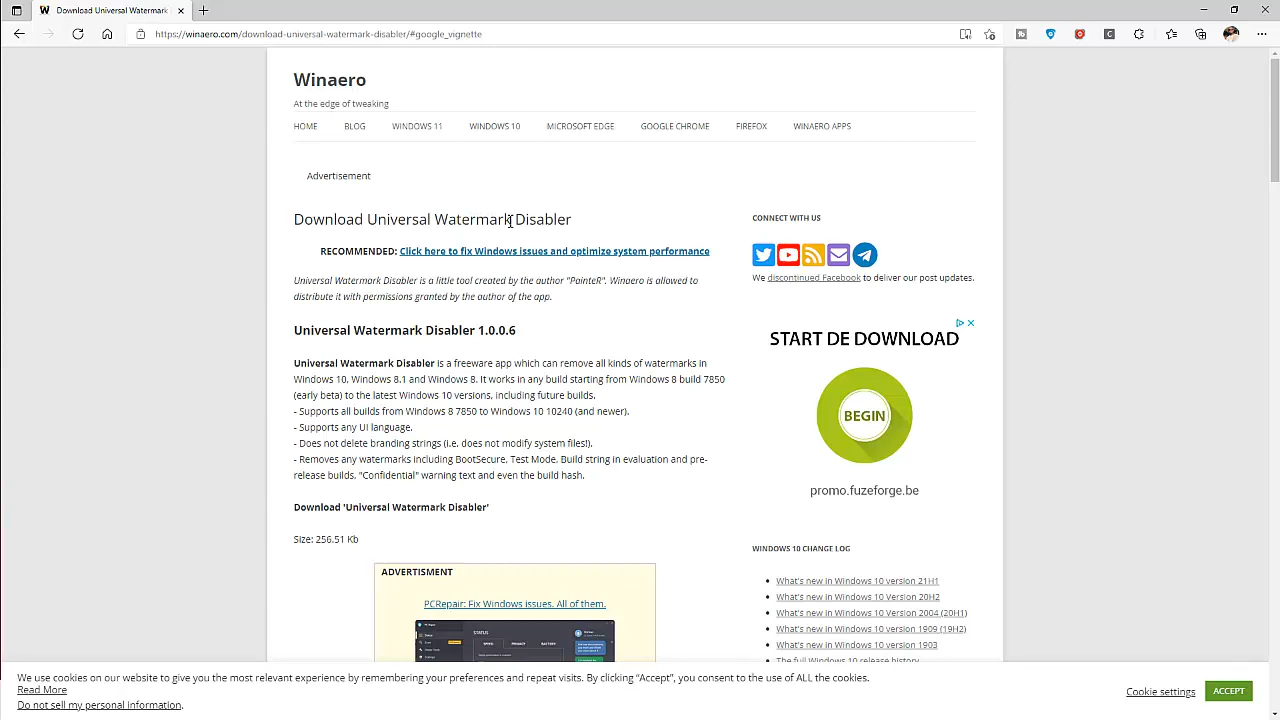 Download Universal Watermark
https://winaero.com/download-universal-watermark-disabler/#google_vignette
Winaero
At the edge of tweaking
HOME BLOG WINDOWS 11 WINDOWS 10 MICROSOFT EDGE GOOGLE CHROME FIREFOX WINAERO APPS
Advertisement
Download Universal Watermark Disabler
RECOMMENDED: Click here to fix Windows issues and optimize system performance
Universal Watermark Disabler is a little tool created by the author "PainteR". Winaero is allowed to
distribute it with permissions granted by the author of the app.
Universal Watermark Disabler 1.0.0.6
Universal Watermark Disabler is a freeware app which can remove all kinds of watermarks in
Windows 10, Windows 8.1 and Windows 8. It works in any build starting from Windows 8 build 7850
(early beta) to the latest Windows 10 versions, including future builds.
- Supports all builds from Windows 8 7850 to Windows 10 10240 (and newer).
- Supports any UI language.
- Does not delete branding strings (i.e. does not modify system files!).
- Removes any watermarks including BootSecure, Test Mode, Build string in evaluation and pre-
release builds, "Confidential" warning text and even the build hash.
Download 'Universal Watermark Disabler'
Size: 256.51 Kb
ADVERTISMENT
PCRepair: Fix Windows issues. All of them.
STATUS
CONNECT WITH US
We discontinued Facebook to deliver our post updates.
START DE DOWNLOAD
BEGIN
promo.fuzeforge.be
WINDOWS 10 CHANGE LOG
What's new in Windows 10 version 21H1
What's new in Windows 10 Version 20H2
What's new in Windows 10 Version 2004 (20H1)
What's new in Windows 10 version 1909 (19H2)
What's new in Windows 10 version 1903
The full Windows 10 release history
We use cookies on our website to give you the most relevant experience by remembering your preferences and repeat visits. By clicking “Accept”, you consent to the use of ALL the cookies.
Read More
Do not sell my personal information.
Cookie settings ACCEPT